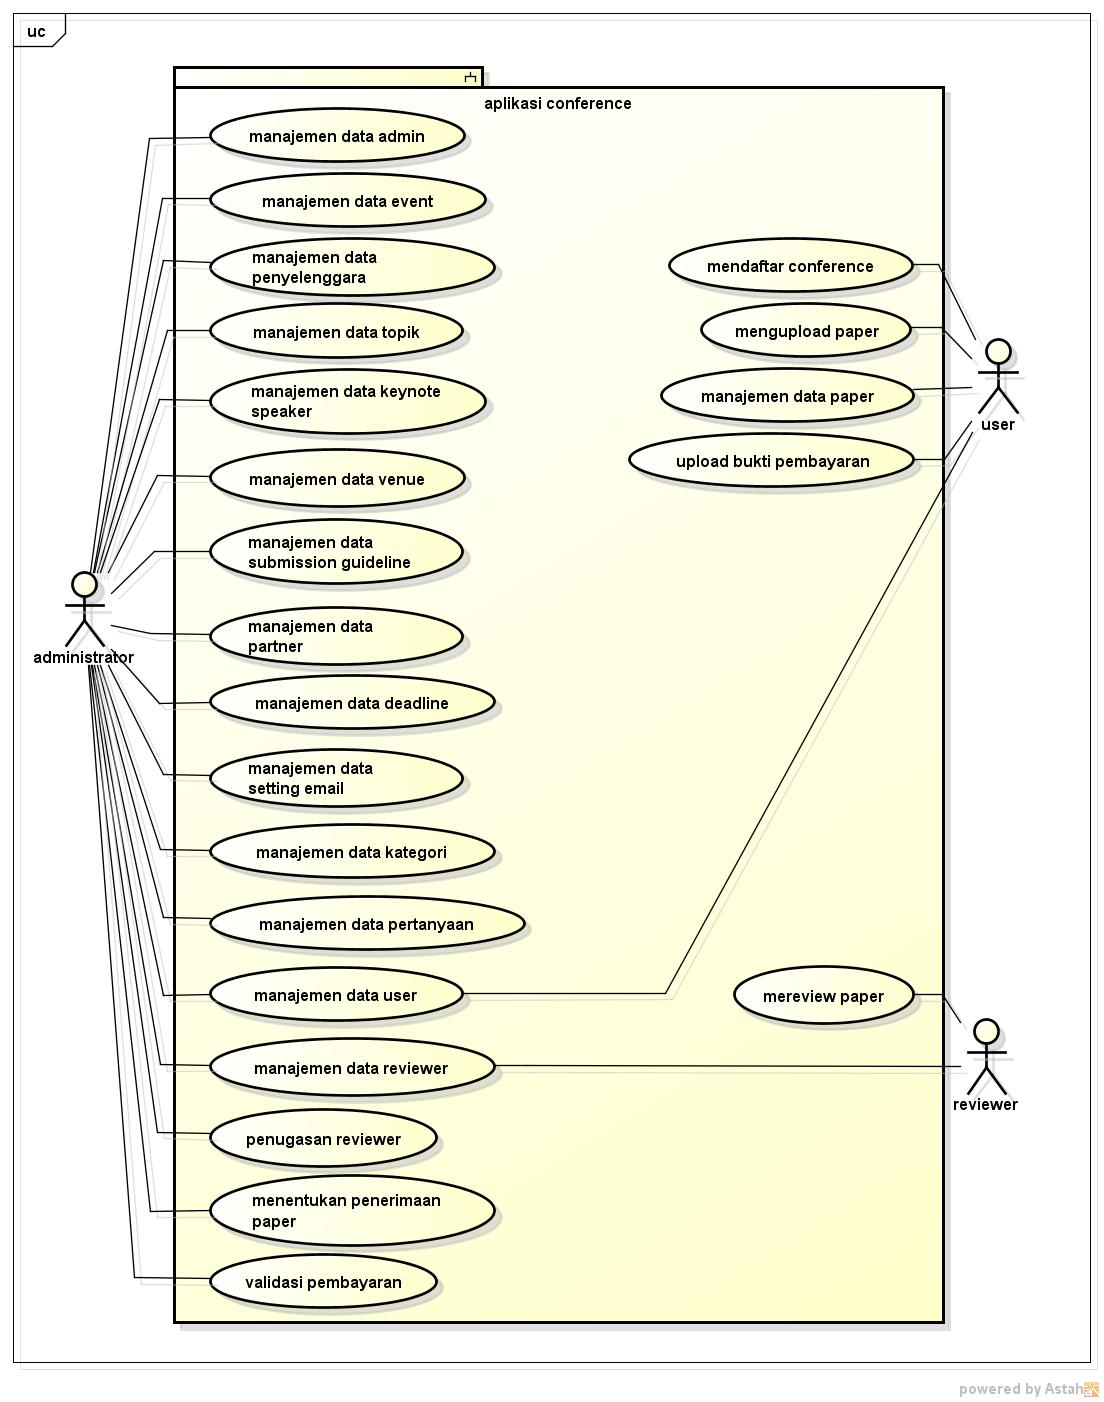 uc
aplikasi conference
manajemen data admin
manajemen data event
manajemen data
penyelenggara
manajemen data topik
manajemen data keynote
speaker
manajemen data venue
manajemen data
submission guideline
manajemen data
partner
manajemen data deadline
manajemen data
setting email
manajemen data kategori
manajemen data pertanyaan
manajemen data user
manajemen data reviewer
penugasan reviewer
menentukan penerimaan
paper
validasi pembayaran
administrator
mendaftar conference
mengupload paper
manajemen data paper
upload bukti pembayaran
user
mereview paper
reviewer
powered by Astah